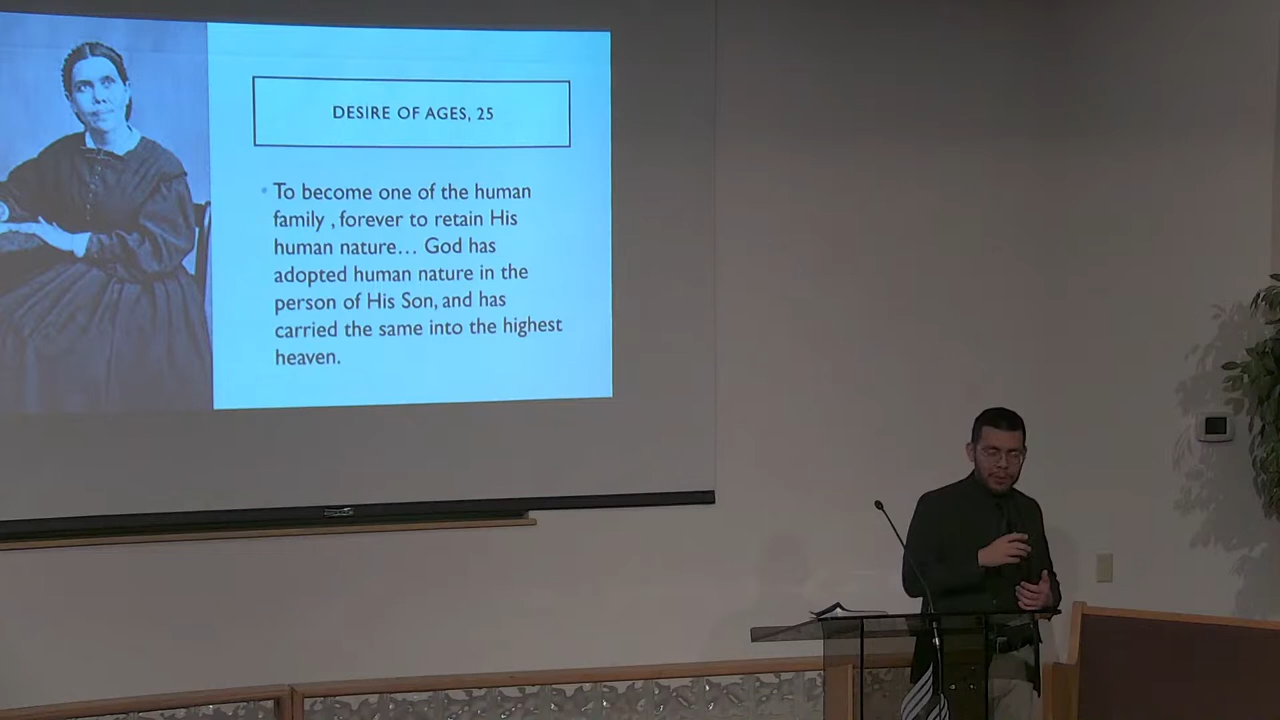 DESIRE OF AGES, 25
• To become one of the human
family , forever to retain His
human nature... God has
adopted human nature in the
person of His Son, and has
carried the same into the highest
heaven.